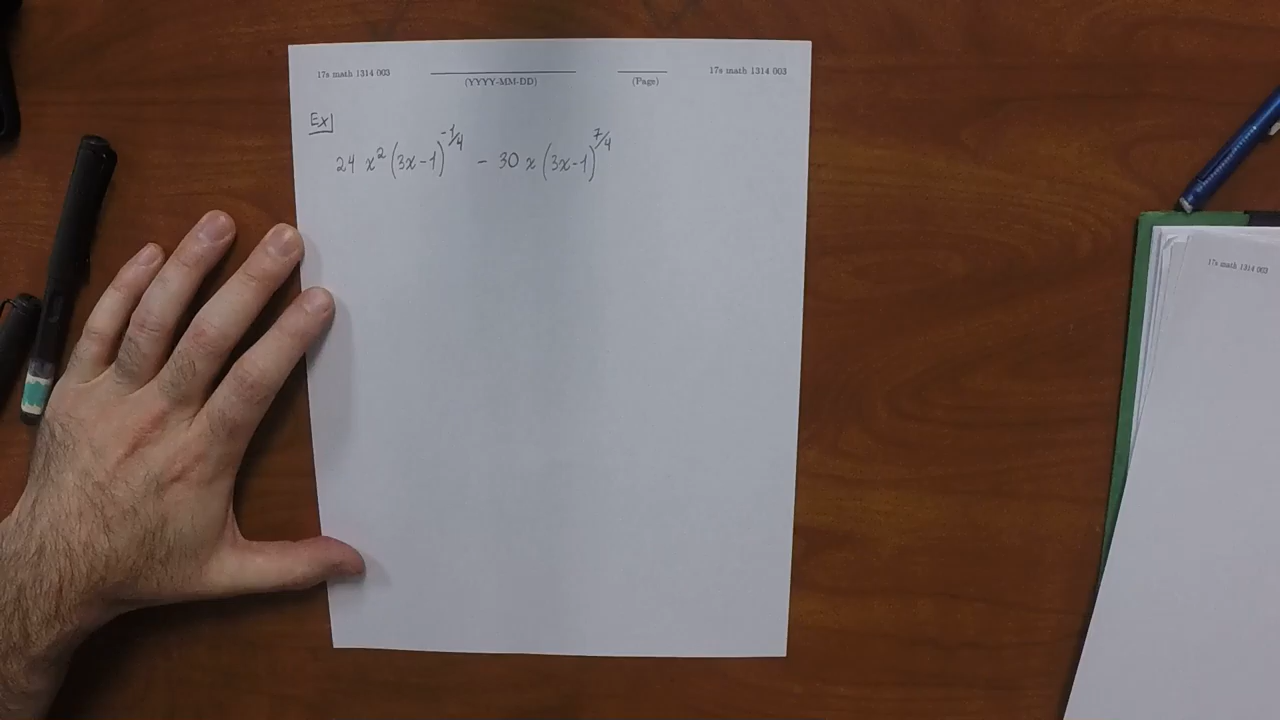 17s math 1314 003 (YYYY-MM-DD) (Page) 17s math 1314 003
Ex
24 x² (3x-1)^-1/4 - 30 x (3x-1)^7/4
17s math 1314 003